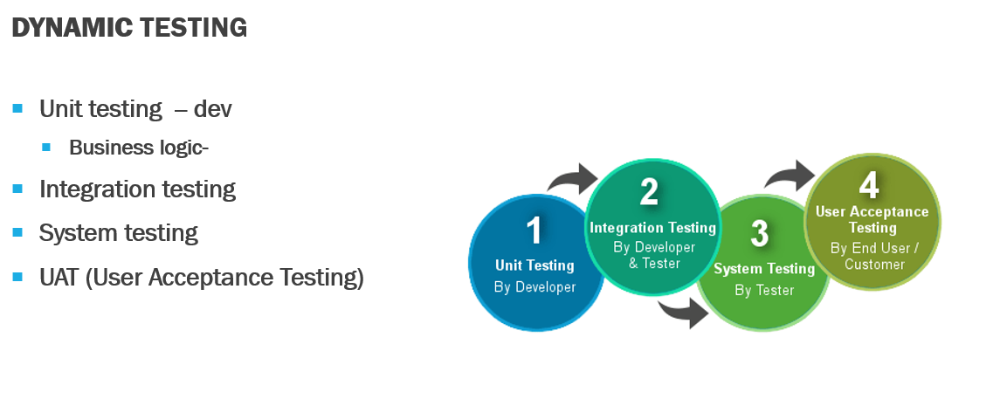 DYNAMIC TESTING
Unit testing – dev
Business logic-
Integration testing
System testing
UAT (User Acceptance Testing)
1
Unit Testing
By Developer
2
Integration Testing
By Developer
& Tester
3
System Testing
By Tester
4
User Acceptance
Testing
By End User /
Customer